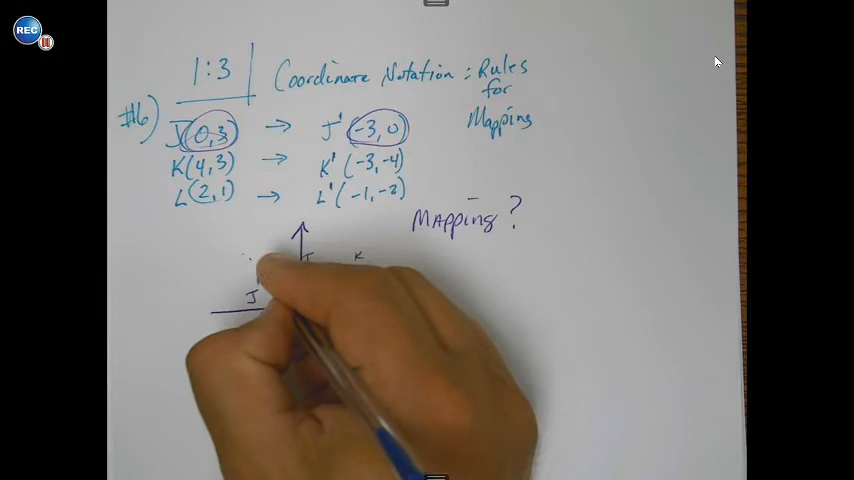 REC
1:3
Coordinate Notation : Rules
for
Mapping
#6)
J(0,3) → J'(-3,0)
K(4,3) → K'(-3,-4)
L(2,1) → L'(-1,-2)
Mapping?
J K
J